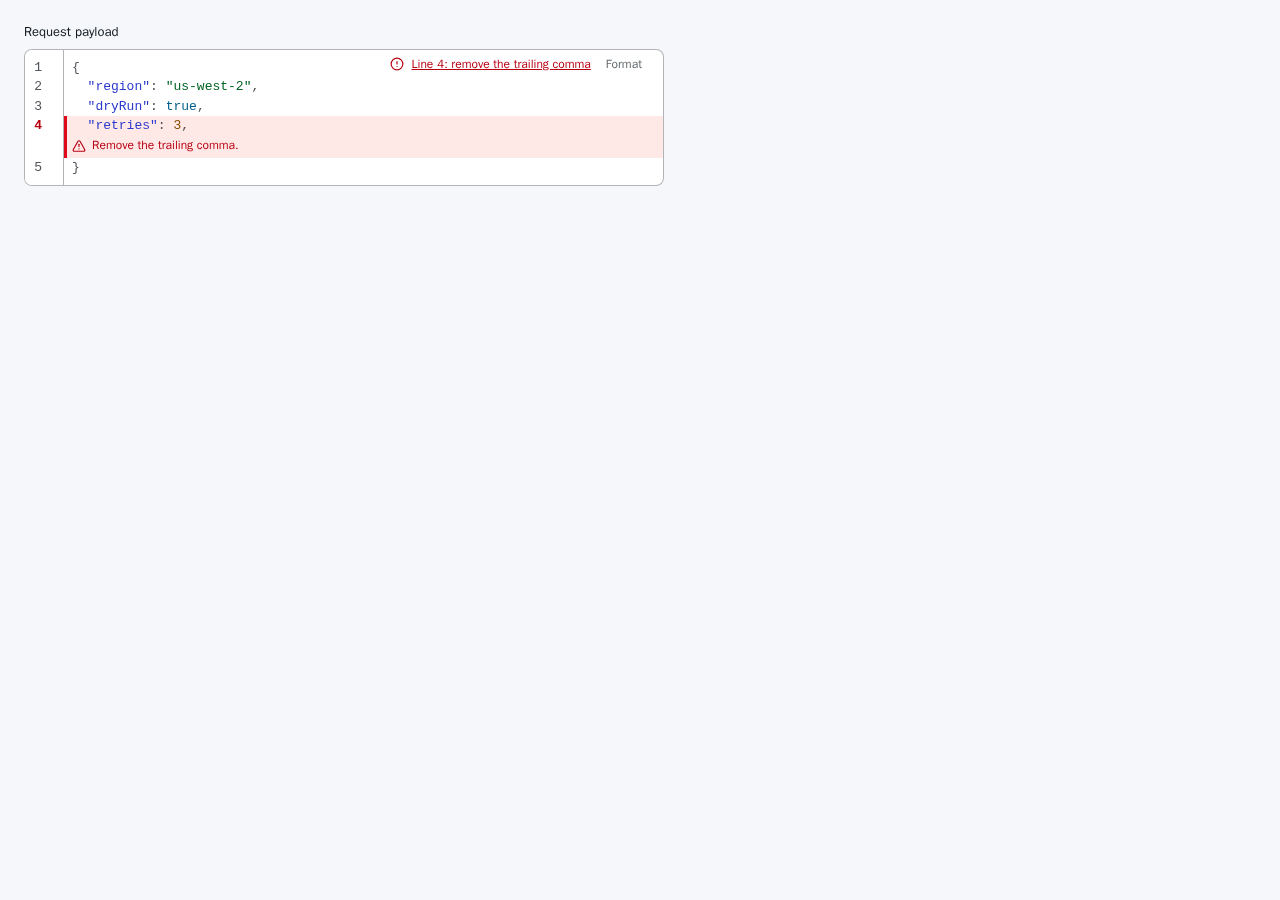 Request payload
1 { Line 4: remove the trailing comma Format
2 "region": "us-west-2",
3 "dryRun": true,
4 "retries": 3,
Remove the trailing comma.
5 }